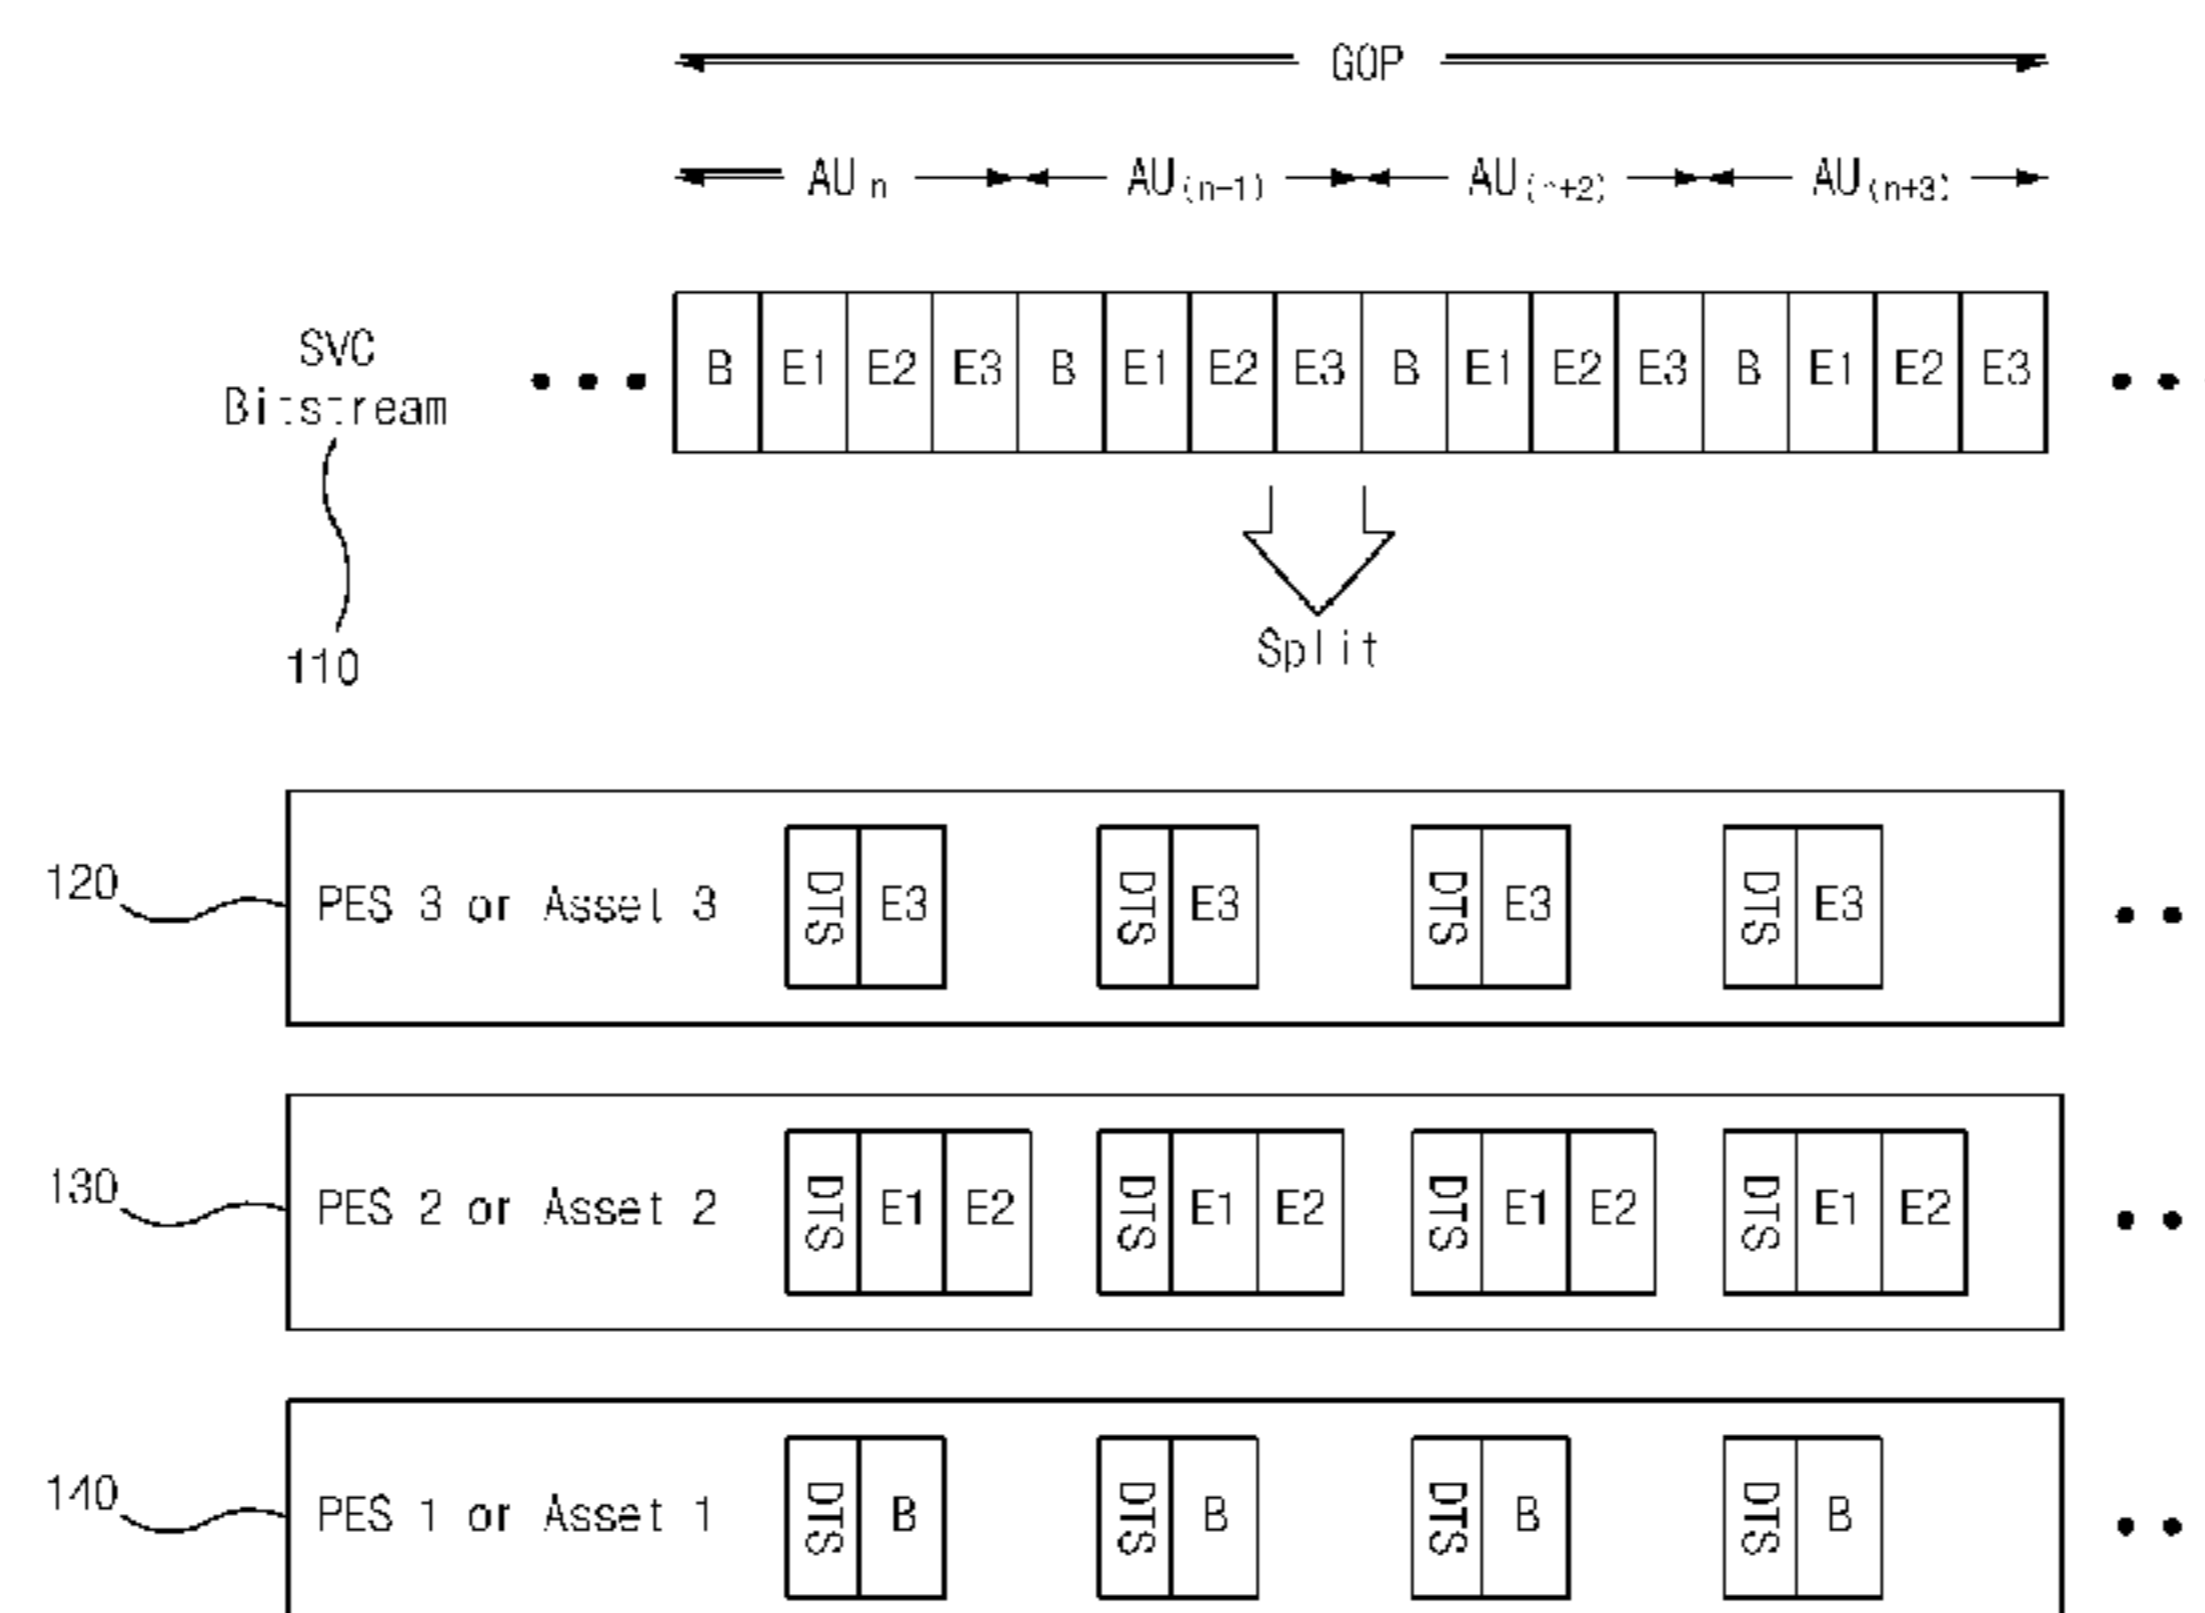 GOP
AU n AU (n-1) AU (n+2) AU (n+3)
SVC
Bitstream
B E1 E2 E3 B E1 E2 E3 B E1 E2 E3 B E1 E2 E3
110
Split
120 PES 3 or Asset 3 DTS E3 DTS E3 DTS E3 DTS E3
130 PES 2 or Asset 2 DTS E1 E2 DTS E1 E2 DTS E1 E2 DTS E1 E2
140 PES 1 or Asset 1 DTS B DTS B DTS B DTS B